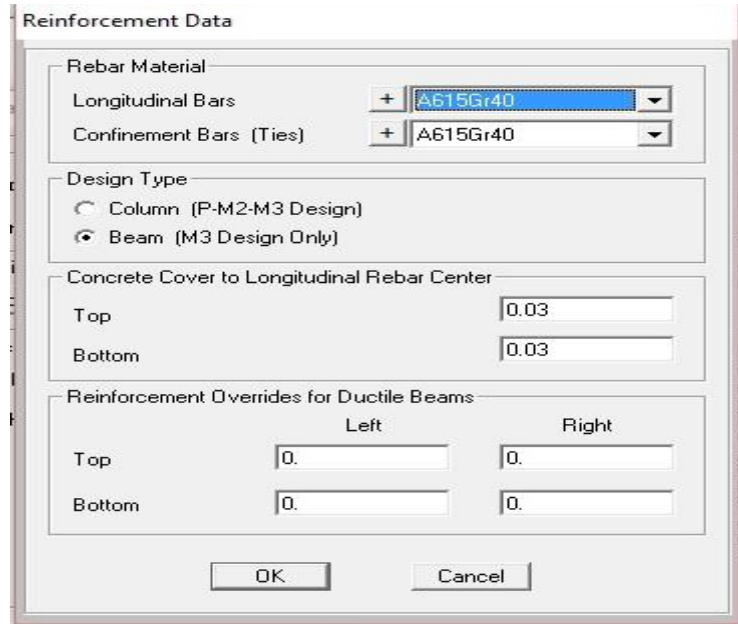 Reinforcement Data
Rebar Material
Longitudinal Bars + A615Gr40
Confinement Bars (Ties) + A615Gr40
Design Type
Column (P-M2-M3 Design)
Beam (M3 Design Only)
Concrete Cover to Longitudinal Rebar Center
Top 0.03
Bottom 0.03
Reinforcement Overrides for Ductile Beams
Left Right
Top 0. 0.
Bottom 0. 0.
OK Cancel